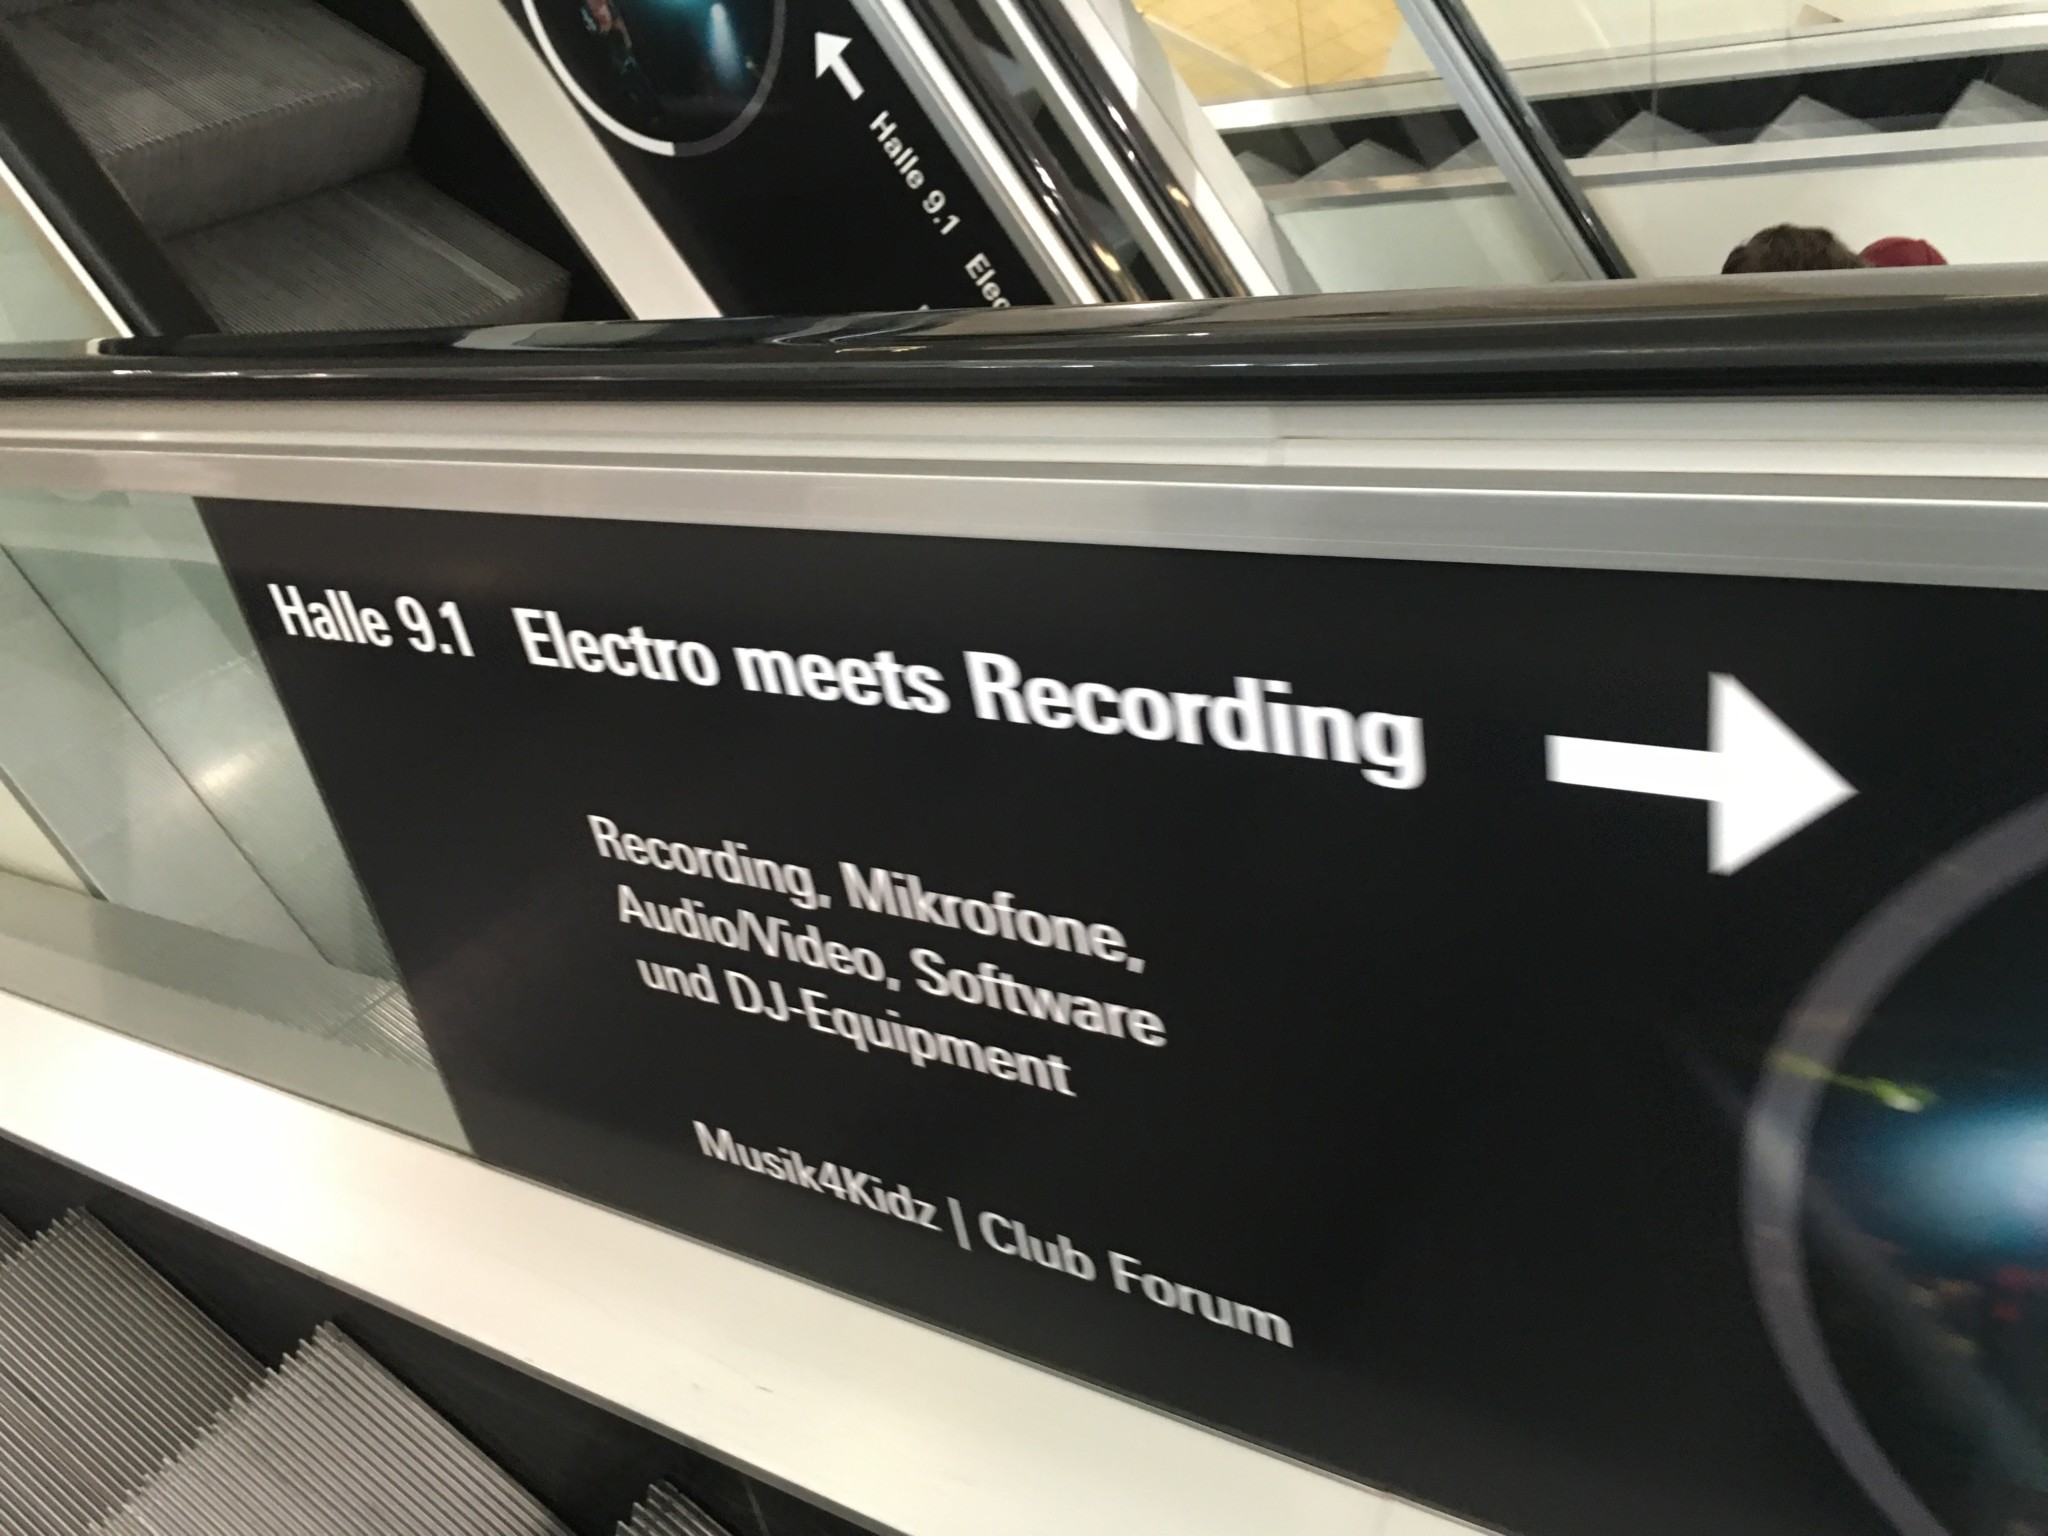 Halle 9.1 Elec
Halle 9.1 Electro meets Recording
Recording, Mikrofone,
Audio/Video, Software
und DJ-Equipment
Musik4Kidz | Club Forum